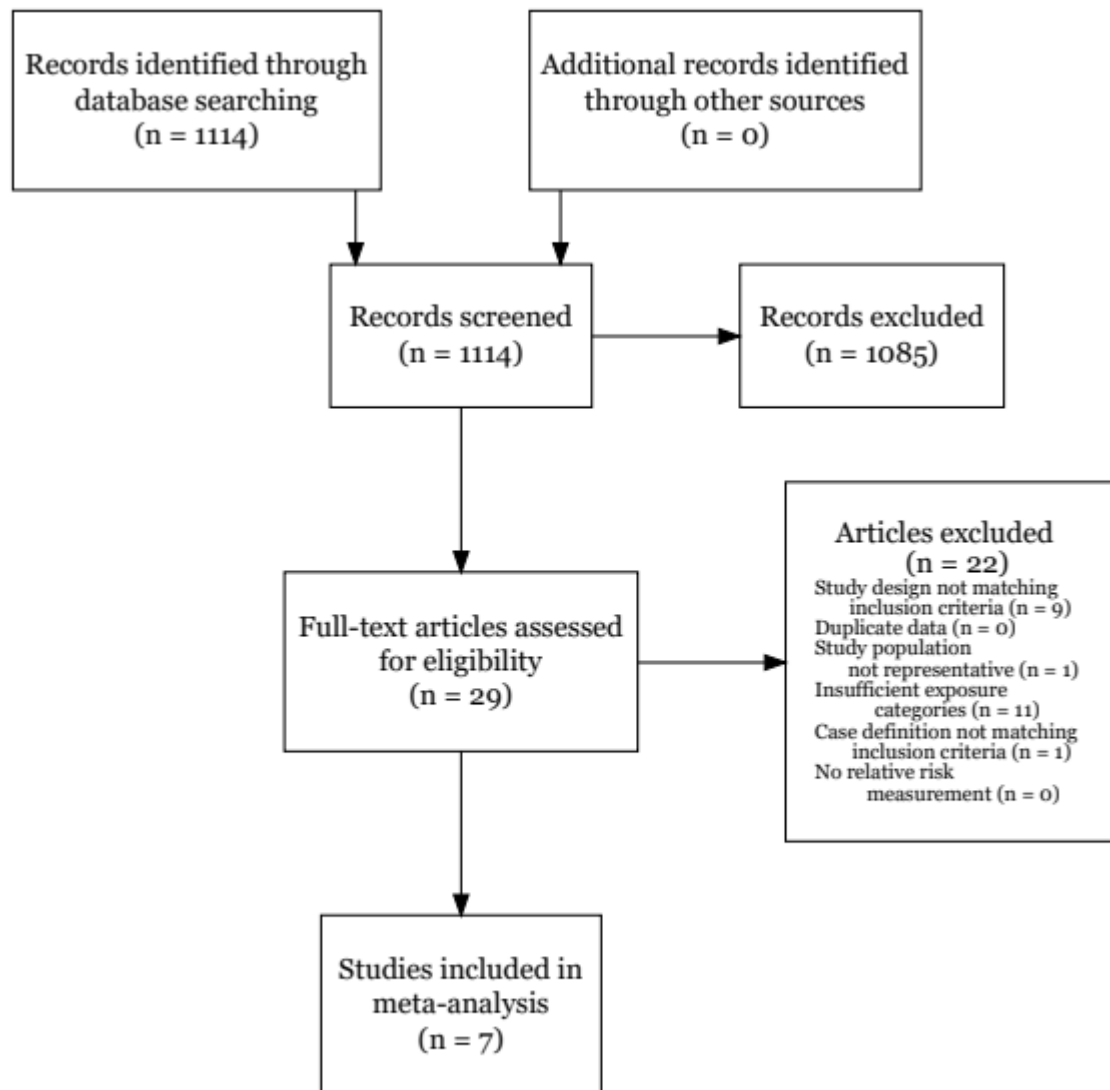 Records identified through
database searching
(n = 1114)
Additional records identified
through other sources
(n = 0)
Records screened
(n = 1114)
Records excluded
(n = 1085)
Full-text articles assessed
for eligibility
(n = 29)
Articles excluded
(n = 22)
Study design not matching
inclusion criteria (n = 9)
Duplicate data (n = 0)
Study population
not representative (n = 1)
Insufficient exposure
categories (n = 11)
Case definition not matching
inclusion criteria (n = 1)
No relative risk
measurement (n = 0)
Studies included in
meta-analysis
(n = 7)